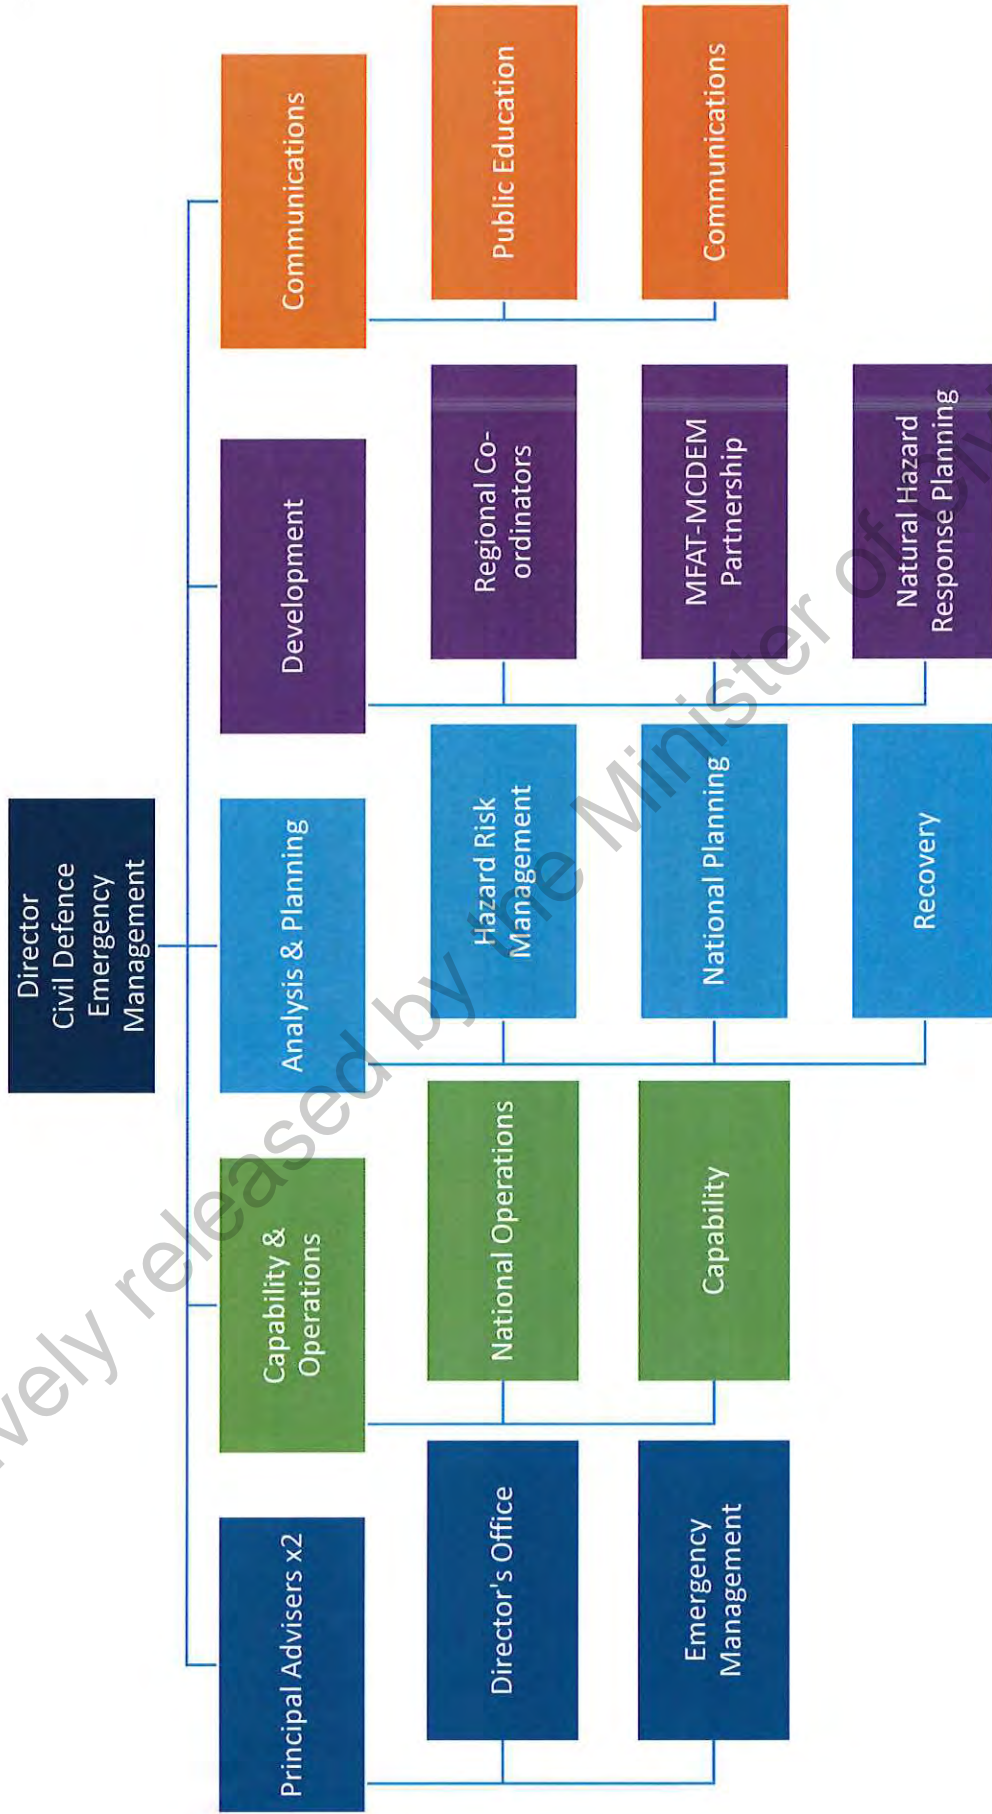 Director
Civil Defence
Emergency
Management
Principal Advisers x2
Director's Office
Emergency
Management
Capability &
Operations
National Operations
Capability
Analysis & Planning
Hazard Risk
Management
National Planning
Recovery
Development
Regional Co-
ordinators
MFAT-MCDEM
Partnership
Natural Hazard
Response Planning
Communications
Public Education
Communications
vely released by the Minister of Civ